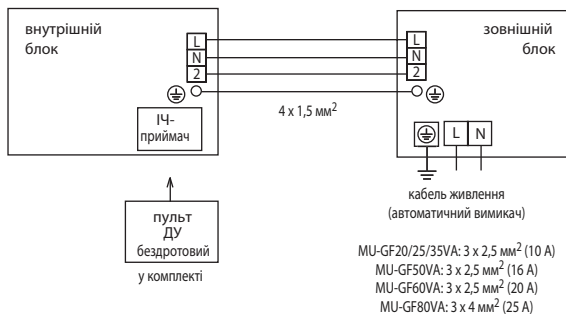 внутрішній
блок
L
N
2
ІЧ-
приймач
пульт
ДУ
бездротовий
у комплекті
4 x 1,5 мм²
зовнішній
блок
L
N
2
L N
кабель живлення
(автоматичний вимикач)
MU-GF20/25/35VA: 3 x 2,5 мм² (10 А)
MU-GF50VA: 3 x 2,5 мм² (16 А)
MU-GF60VA: 3 x 2,5 мм² (20 А)
MU-GF80VA: 3 x 4 мм² (25 А)